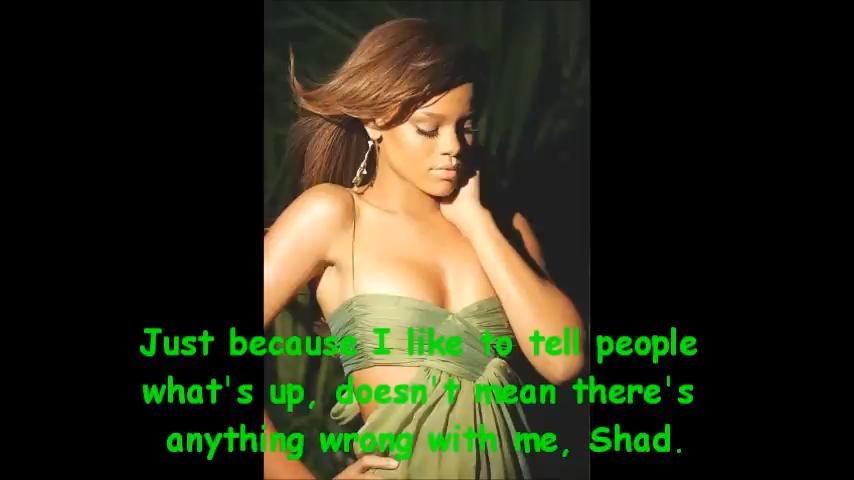 Just because I like to tell people
what's up, doesn't mean there's
anything wrong with me, Shad.